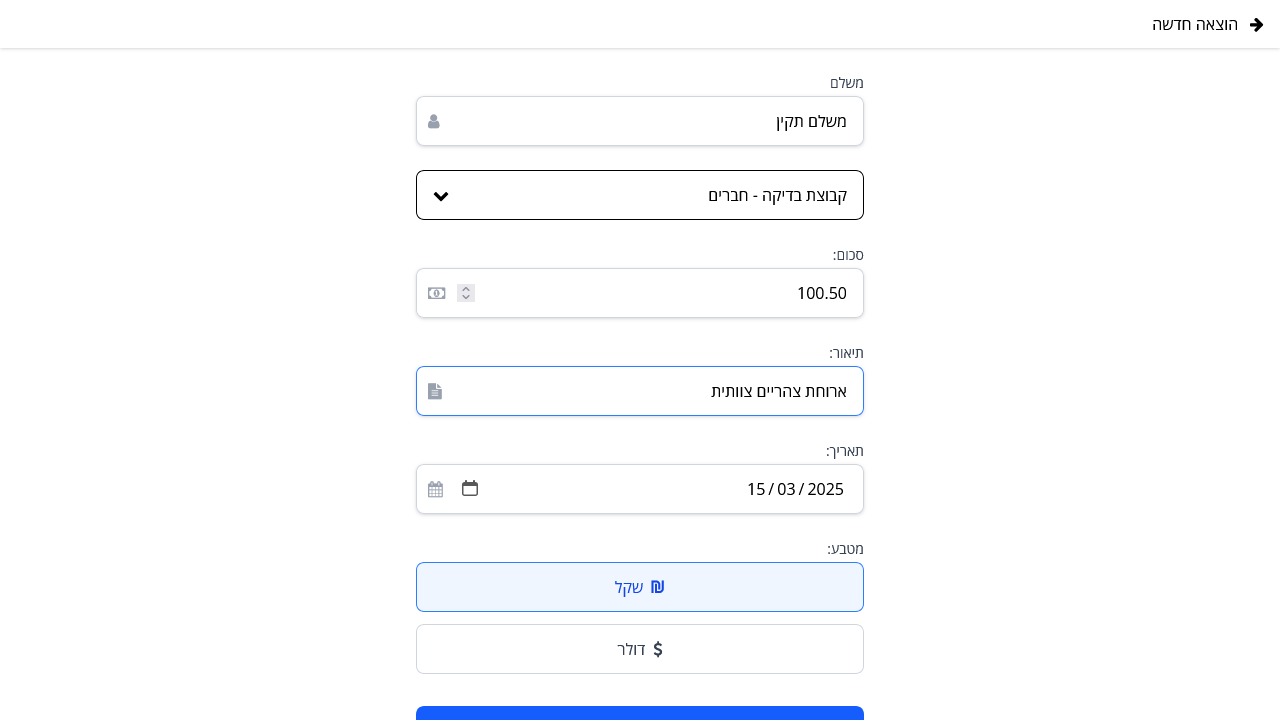 הוצאה חדשה
משלם
משלם תקין
קבוצת בדיקה - חברים
סכום:
100.50
תיאור:
ארוחת צהריים צוותית
תאריך:
15/03/2025
מטבע:
₪ שקל
$ דולר